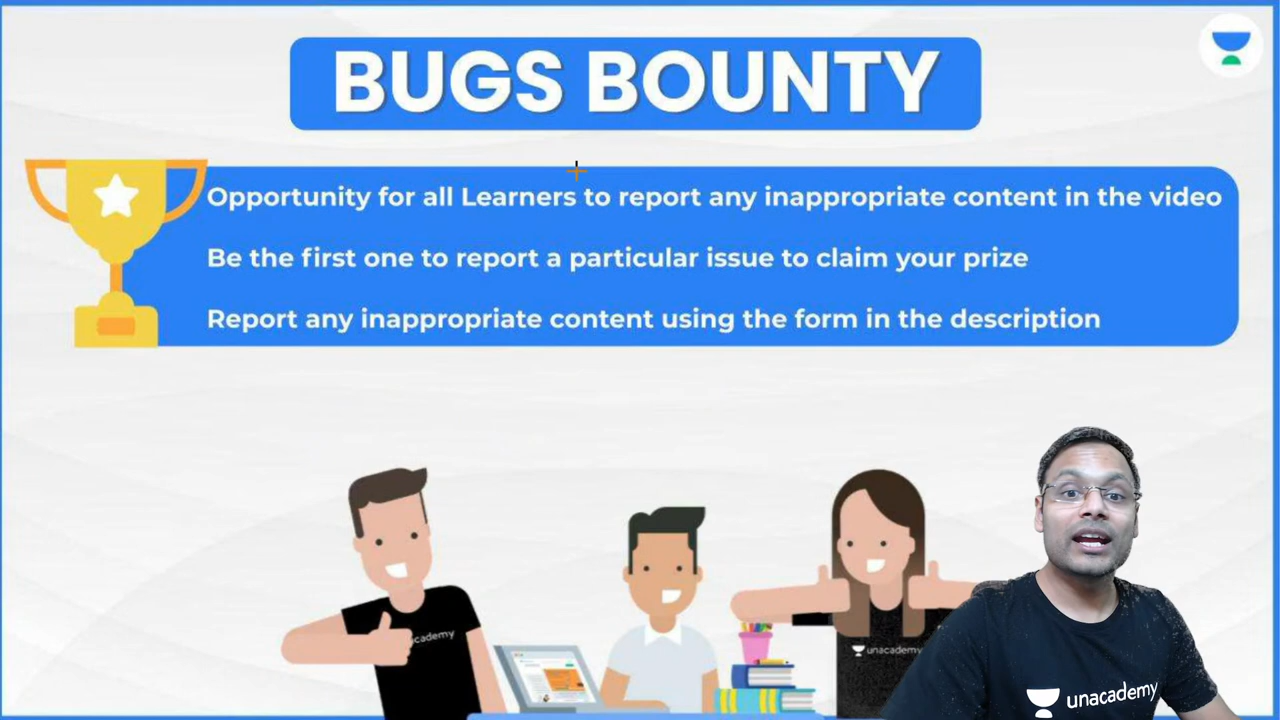 BUGS BOUNTY
Opportunity for all Learners to report any inappropriate content in the video
Be the first one to report a particular issue to claim your prize
Report any inappropriate content using the form in the description
academy
unacademy
unacademy